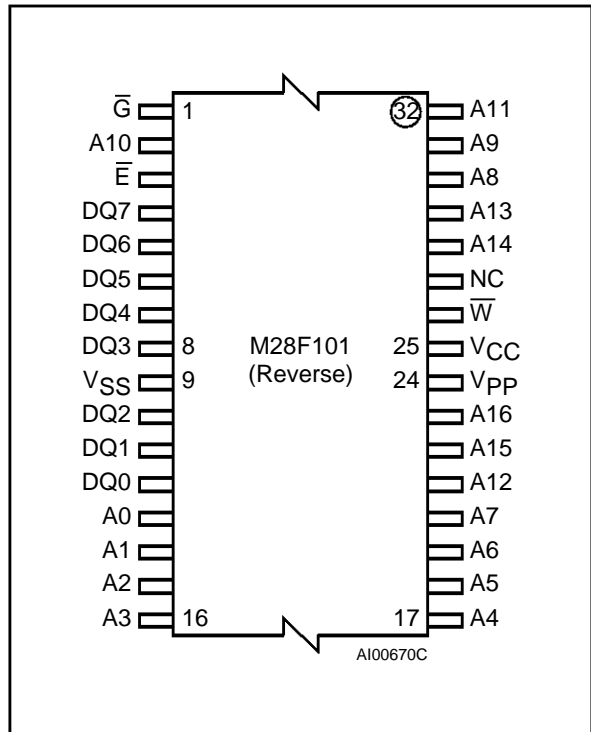 G̅ 1 32 A11
A10 A9
E̅ A8
DQ7 A13
DQ6 A14
DQ5 NC
DQ4 W̅
DQ3 8 M28F101 25 VCC
VSS 9 (Reverse) 24 VPP
DQ2 A16
DQ1 A15
DQ0 A12
A0 A7
A1 A6
A2 A5
A3 16 17 A4
AI00670C